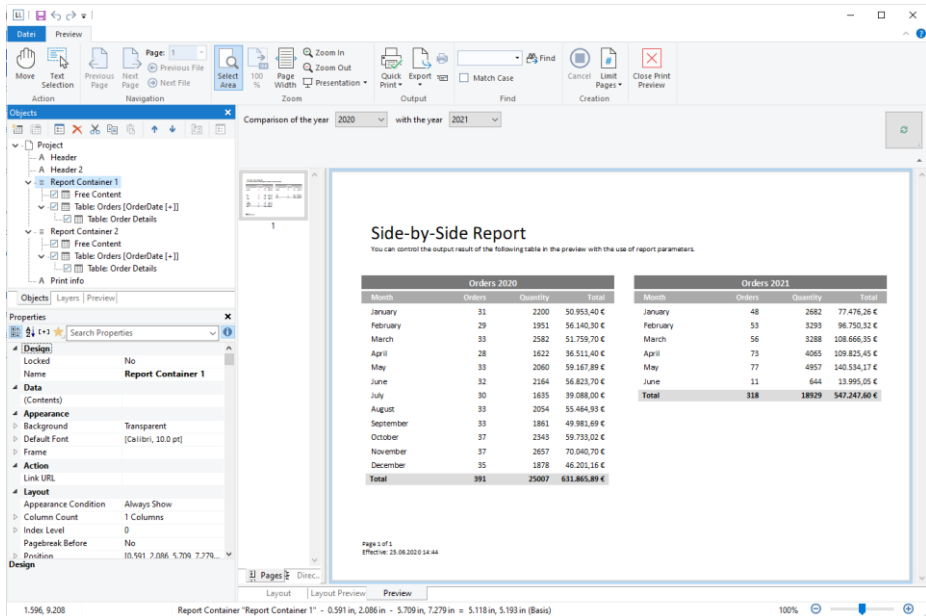 LL
Datei Preview
Move
Text Selection
Action
Previous Page
Next Page
Page: 1
Previous File
Next File
Navigation
Select Area
100 %
Page Width
Zoom In
Zoom Out
Presentation
Zoom
Quick Print
Export
Output
Find
Match Case
Find
Cancel
Limit Pages
Creation
Close Print Preview
Objects
Project
Header
Header 2
Report Container 1
Free Content
Table: Orders [OrderDate [+]]
Table: Order Details
Report Container 2
Free Content
Table: Orders [OrderDate [+]]
Table: Order Details
Print info
Objects Layers Preview
Properties
Search Properties
Design
Locked No
Name Report Container 1
Data
(Contents)
Appearance
Background Transparent
Default Font [Calibri, 10.0 pt]
Frame
Action
Link URL
Layout
Appearance Condition Always Show
Column Count 1 Columns
Index Level 0
Pagebreak Before No
Position [0.591 2.086 5.709 7.279...
Design
Comparison of the year 2020 with the year 2021
1
Pages Direc..
Side-by-Side Report
You can control the output result of the following table in the preview with the use of report parameters.
Orders 2020
Month Orders Quantity Total
January 31 2200 50.953,40 €
February 29 1951 56.140,30 €
March 33 2582 51.759,70 €
April 28 1622 36.511,40 €
May 33 2060 59.167,89 €
June 32 2164 56.823,70 €
July 30 1635 39.088,00 €
August 33 2054 55.464,93 €
September 33 1861 49.981,69 €
October 37 2343 59.733,02 €
November 37 2657 70.040,70 €
December 35 1878 46.201,16 €
Total 391 25007 631.865,89 €
Orders 2021
Month Orders Quantity Total
January 48 2682 77.476,26 €
February 53 3293 96.750,32 €
March 56 3288 108.666,35 €
April 73 4065 109.825,45 €
May 77 4957 140.534,17 €
June 11 644 13.995,05 €
Total 318 18929 547.247,60 €
Page 1 of 1
Effective: 25.06.2020 14:44
Layout Layout Preview Preview
1.596, 9.208 Report Container "Report Container 1" - 0.591 in, 2.086 in - 5.709 in, 7.279 in = 5.118 in, 5.193 in (Basis) 100%